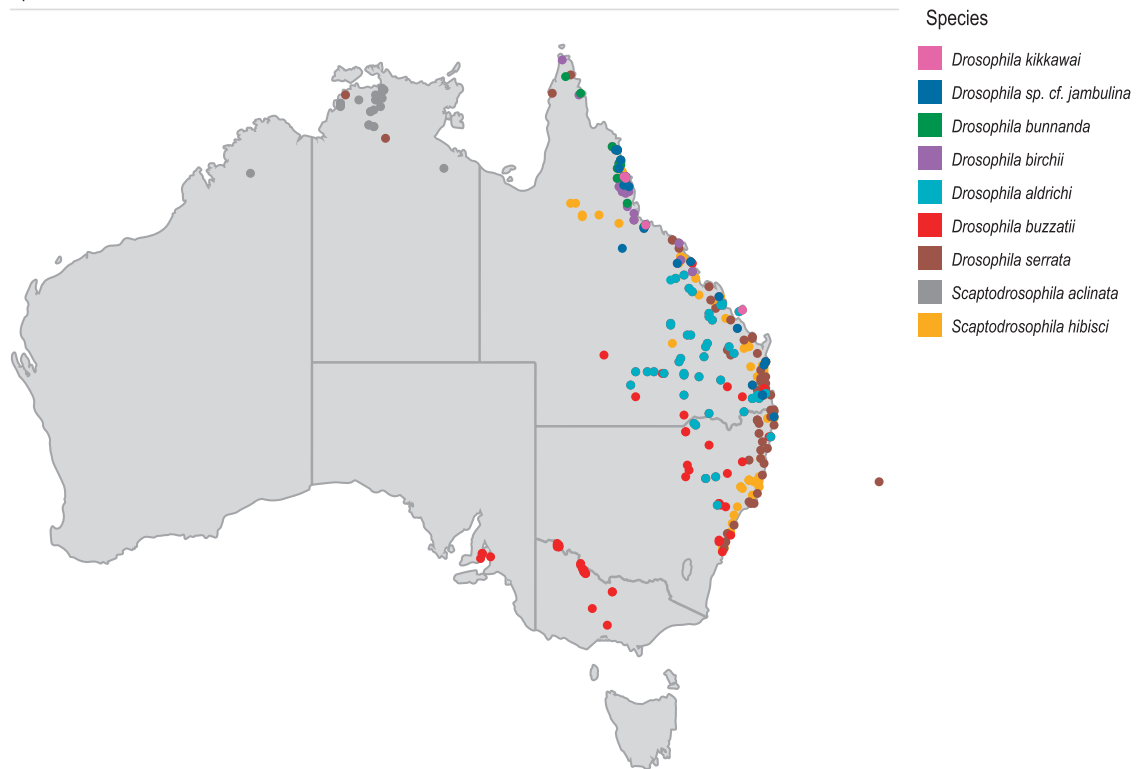 Species
Drosophila kikkawai
Drosophila sp. cf. jambulina
Drosophila bunnanda
Drosophila birchii
Drosophila aldrichi
Drosophila buzzatii
Drosophila serrata
Scaptodrosophila aclinata
Scaptodrosophila hibisci